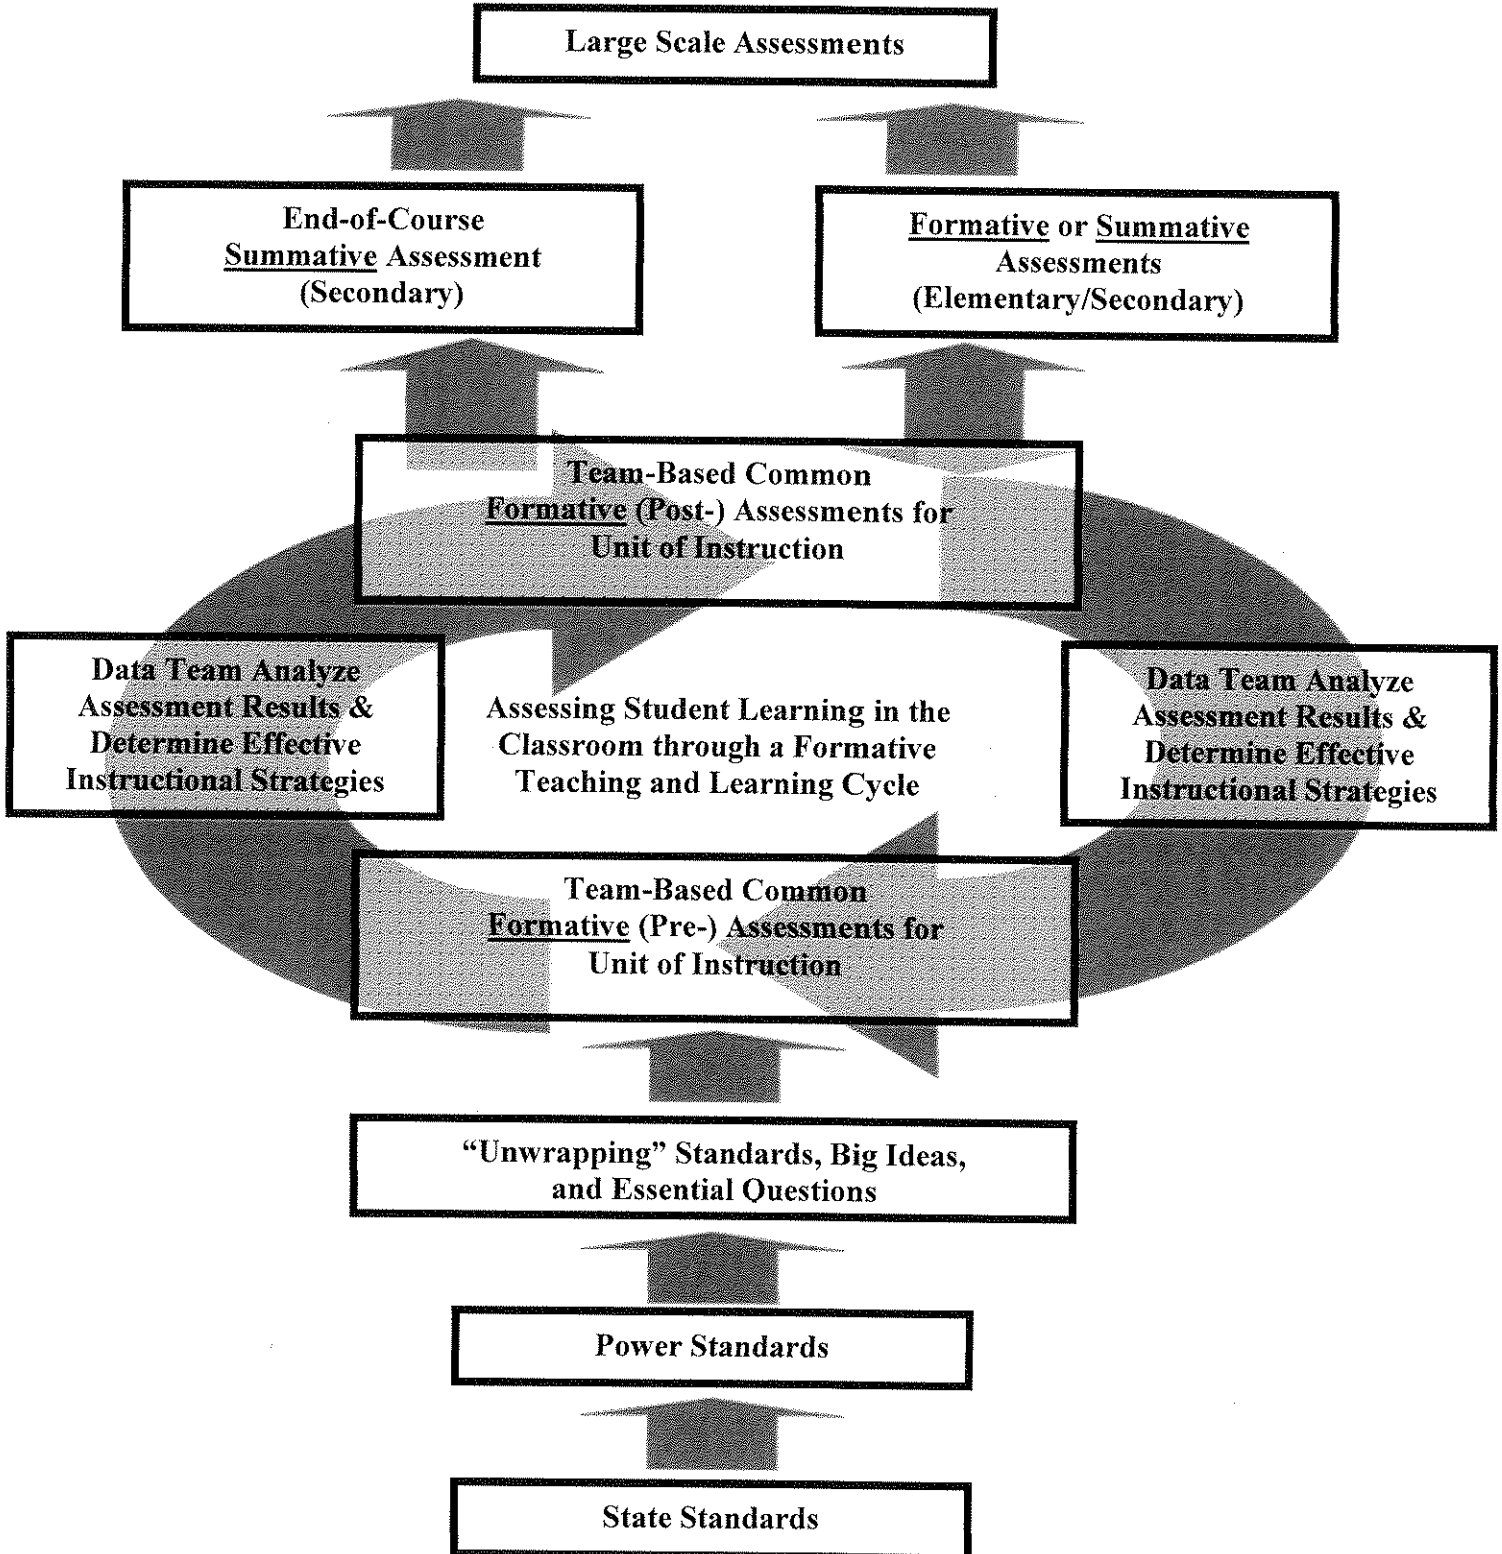 Large Scale Assessments
End-of-Course
Summative Assessment
(Secondary)
Formative or Summative
Assessments
(Elementary/Secondary)
Team-Based Common
Formative (Post-) Assessments for
Unit of Instruction
Data Team Analyze
Assessment Results &
Determine Effective
Instructional Strategies
Assessing Student Learning in the
Classroom through a Formative
Teaching and Learning Cycle
Data Team Analyze
Assessment Results &
Determine Effective
Instructional Strategies
Team-Based Common
Formative (Pre-) Assessments for
Unit of Instruction
“Unwrapping” Standards, Big Ideas,
and Essential Questions
Power Standards
State Standards